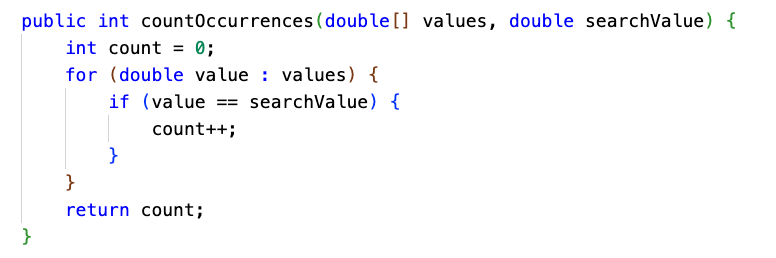 public int countOccurrences(double[] values, double searchValue) {
    int count = 0;
    for (double value : values) {
        if (value == searchValue) {
            count++;
        }
    }
    return count;
}